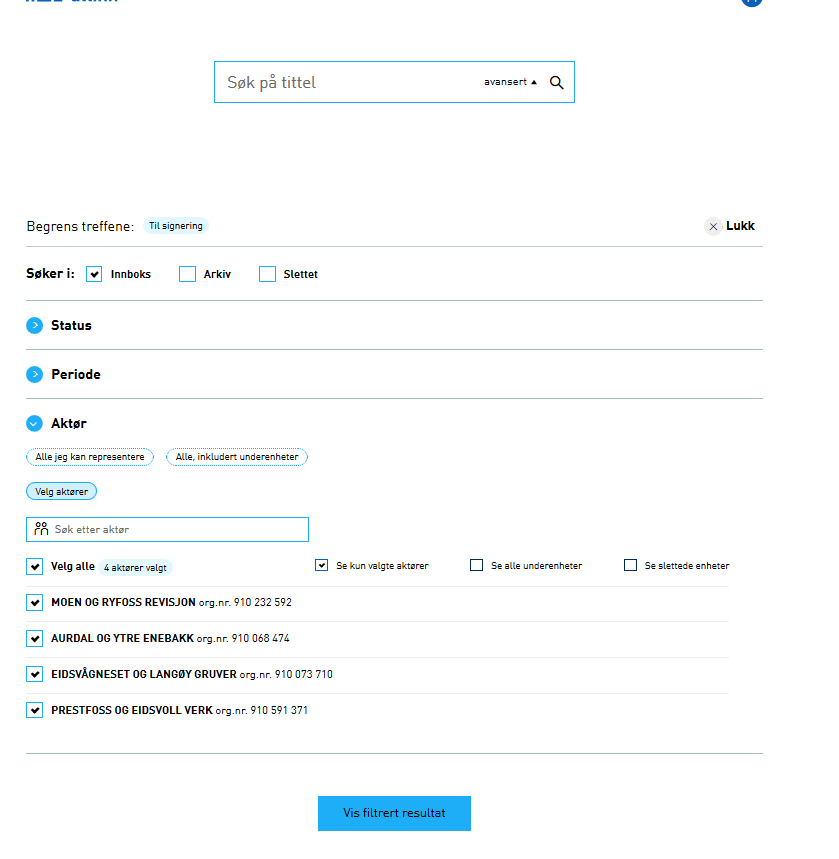 Søk på tittel avansert
Begrens treffene: Til signering Lukk
Søker i: Innboks Arkiv Slettet
Status
Periode
Aktør
Alle jeg kan representere Alle, inkludert underenheter
Velg aktører
Søk etter aktør
Velg alle 4 aktører valgt Se kun valgte aktører Se alle underenheter Se slettede enheter
MOEN OG RYFOSS REVISJON org.nr. 910 232 592
AURDAL OG YTRE ENEBAKK org.nr. 910 068 474
EIDSVÅGNESET OG LANGØY GRUVER org.nr. 910 073 710
PRESTFOSS OG EIDSVOLL VERK org.nr. 910 591 371
Vis filtrert resultat